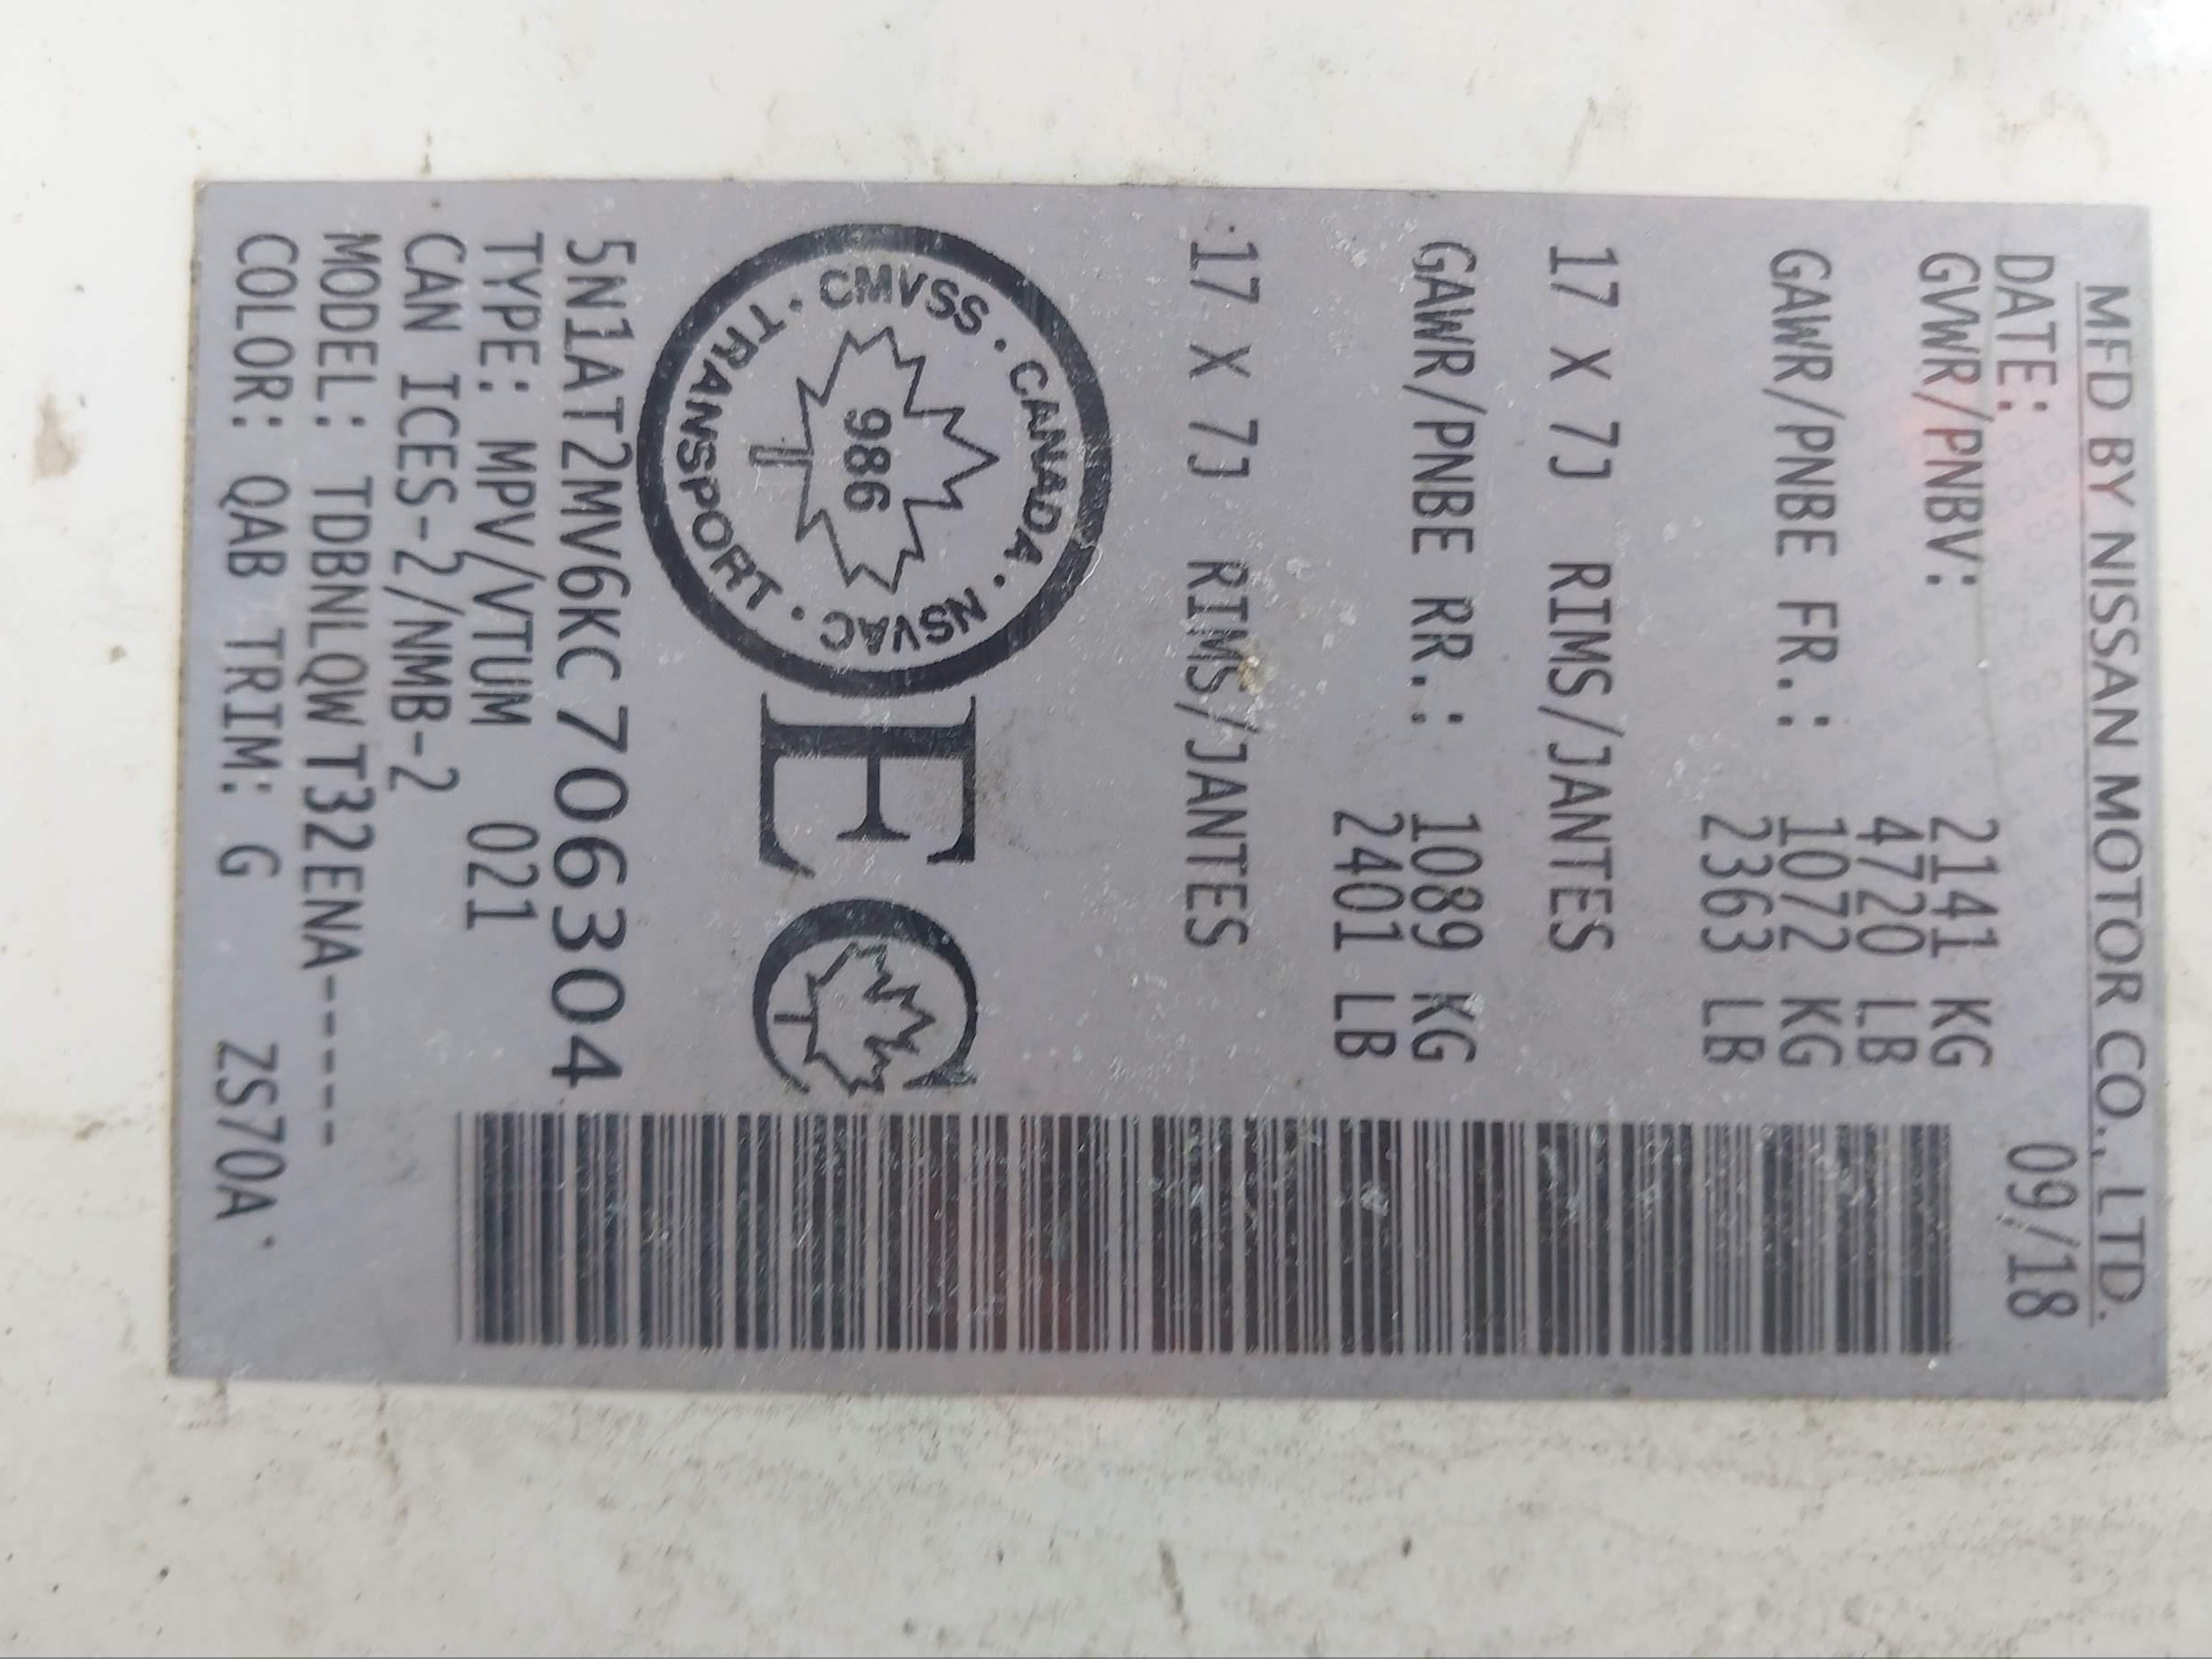 MFD BY NISSAN MOTOR CO., LTD.
DATE: 09/18
GVWR/PNBV: 2141 KG
4720 LB
GAWR/PNBE FR.: 1072 KG
2363 LB
17 X 7J RIMS/JANTES
GAWR/PNBE RR.: 1089 KG
2401 LB
17 X 7J RIMS/JANTES
CMVSS · CANADA · NSVAC · TRANSPORT ·
986
EC
5N1AT2MV6KC706304
TYPE: MPV/VTUM 021
CAN ICES-2/NMB-2
MODEL: TDBNLQW T32ENA-----
COLOR: QAB TRIM: G ZS70A